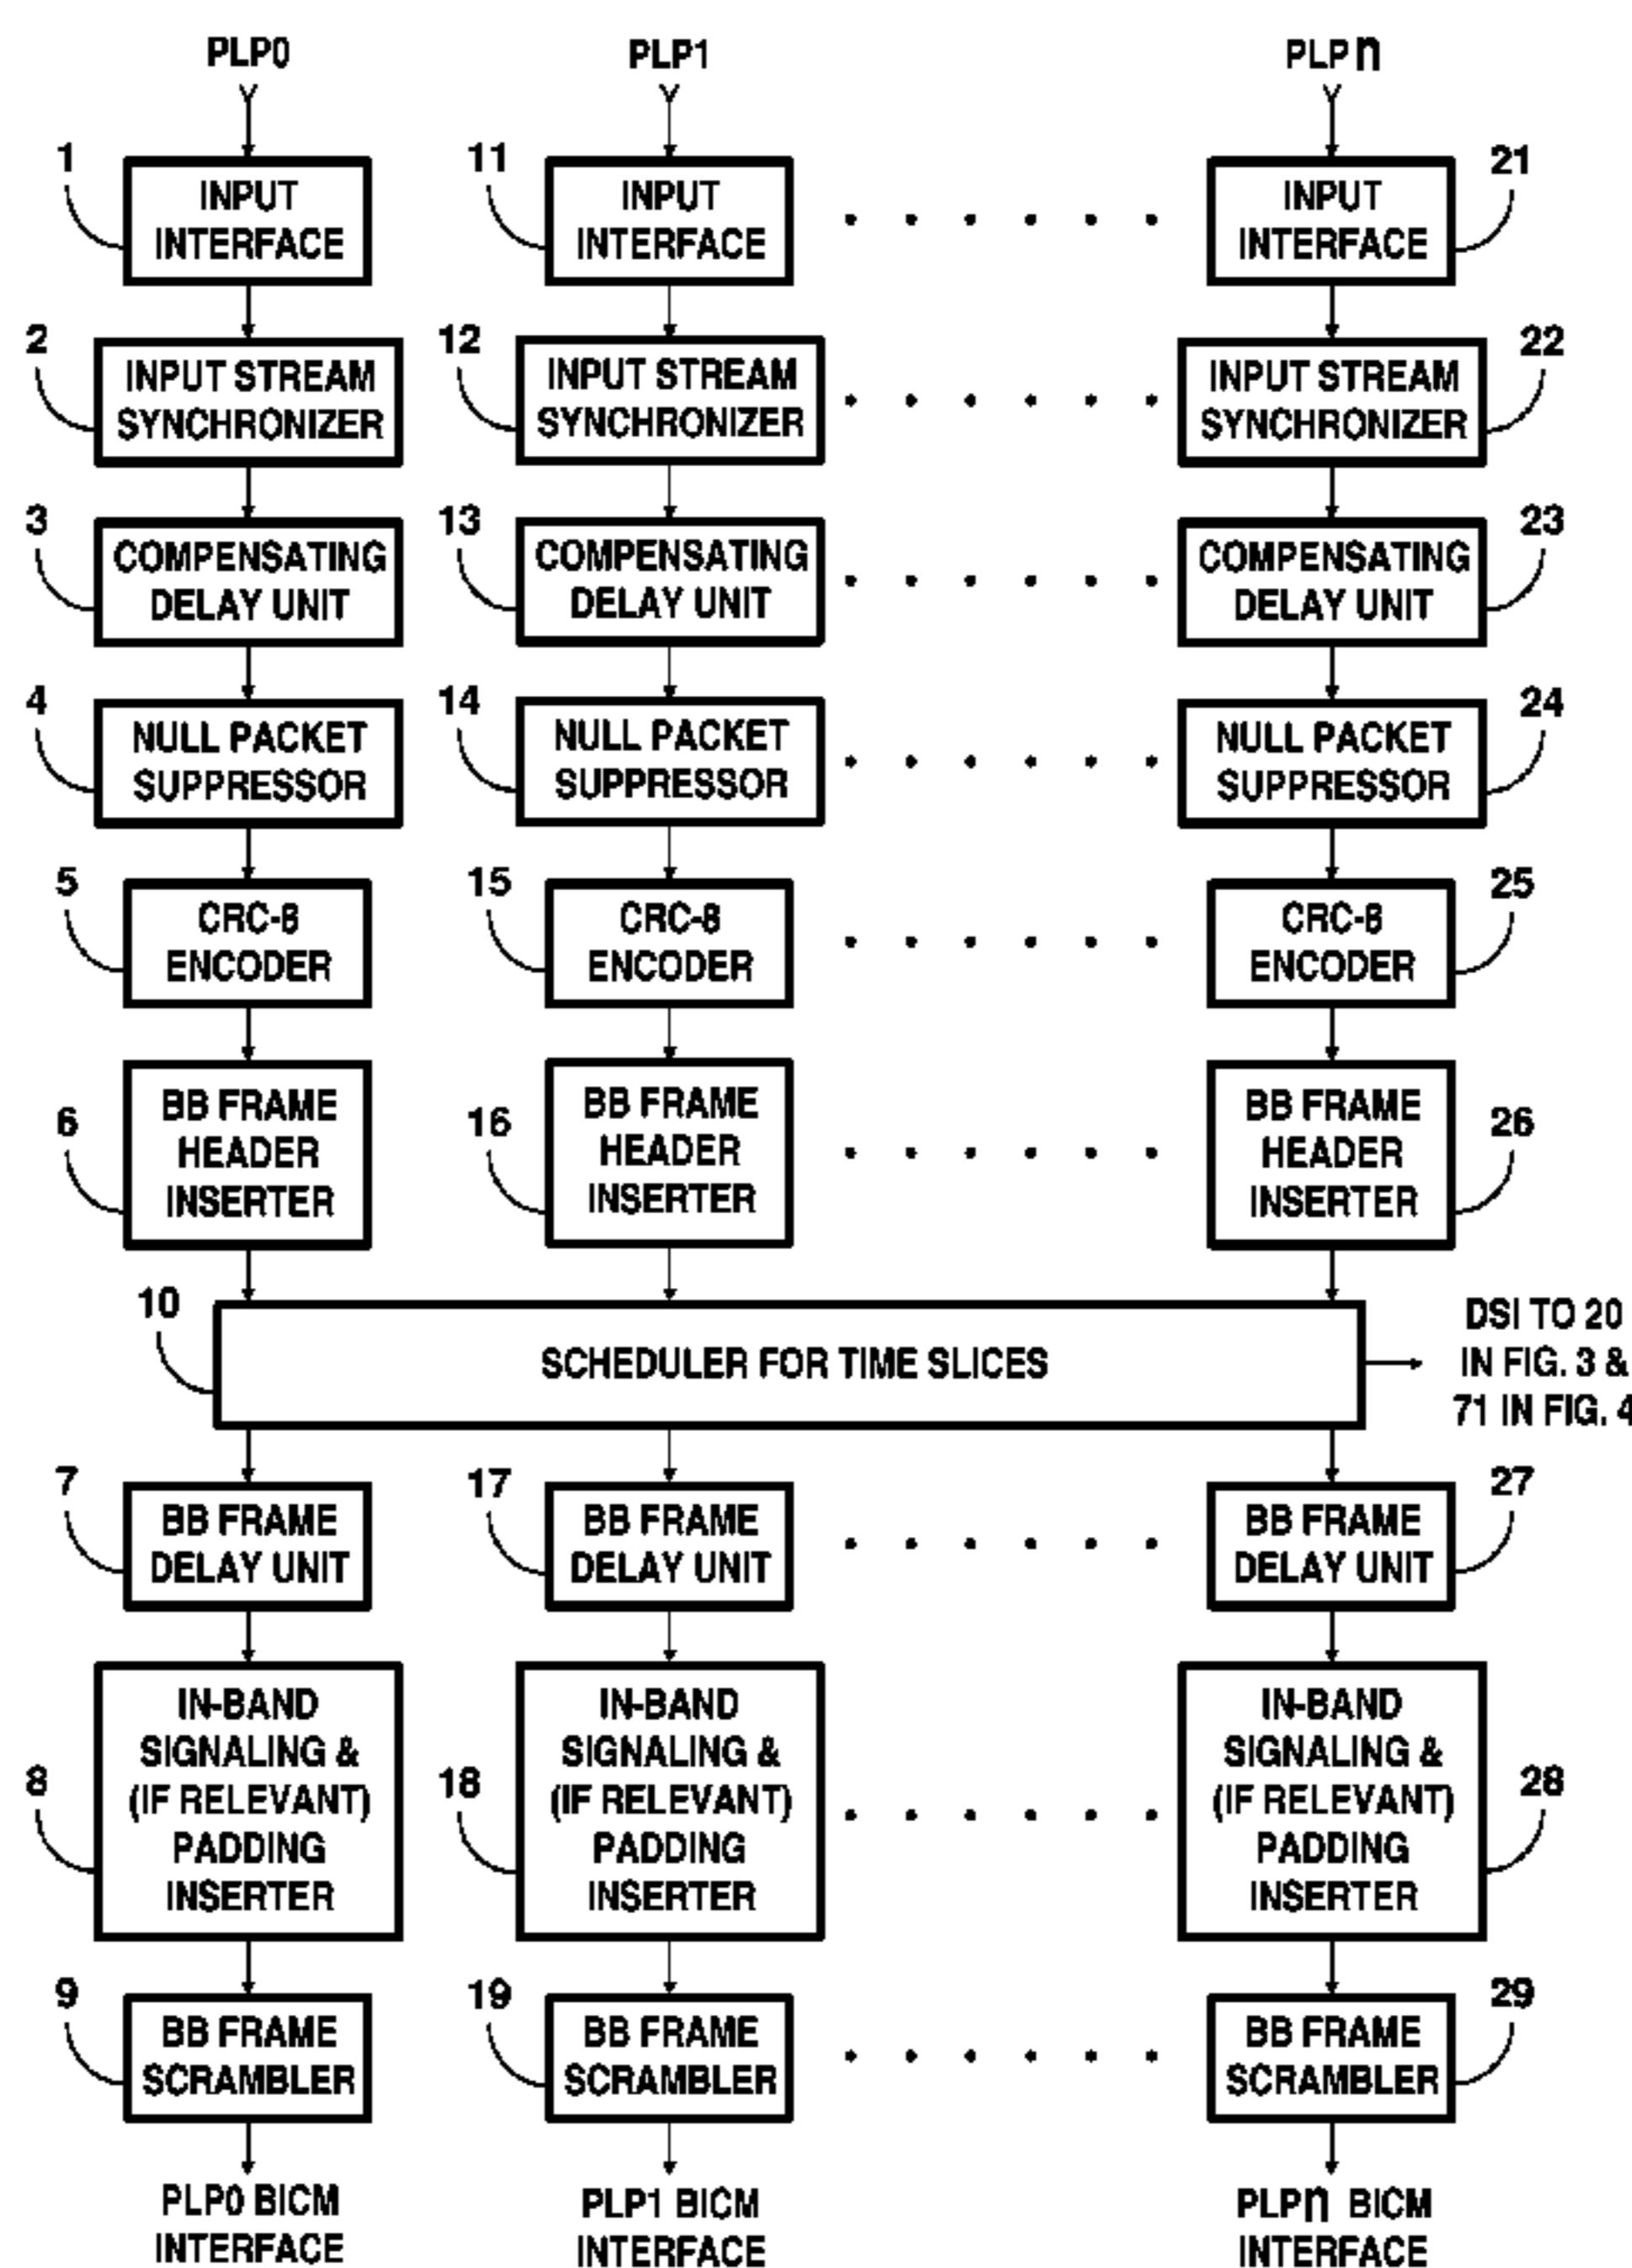 PLP0 PLP1 PLPn
1 11 21
INPUT INPUT INPUT
INTERFACE INTERFACE INTERFACE
2 12 22
INPUT STREAM INPUT STREAM INPUT STREAM
SYNCHRONIZER SYNCHRONIZER SYNCHRONIZER
3 13 23
COMPENSATING COMPENSATING COMPENSATING
DELAY UNIT DELAY UNIT DELAY UNIT
4 14 24
NULL PACKET NULL PACKET NULL PACKET
SUPPRESSOR SUPPRESSOR SUPPRESSOR
5 15 25
CRC-8 CRC-8 CRC-8
ENCODER ENCODER ENCODER
BB FRAME BB FRAME BB FRAME
6 16 26
HEADER HEADER HEADER
INSERTER INSERTER INSERTER
10
SCHEDULER FOR TIME SLICES
DSI TO 20
IN FIG. 3 &
71 IN FIG. 4
7 17 27
BB FRAME BB FRAME BB FRAME
DELAY UNIT DELAY UNIT DELAY UNIT
IN-BAND IN-BAND IN-BAND
SIGNALING & SIGNALING & SIGNALING &
8 18 28
(IF RELEVANT) (IF RELEVANT) (IF RELEVANT)
PADDING PADDING PADDING
INSERTER INSERTER INSERTER
9 19 29
BB FRAME BB FRAME BB FRAME
SCRAMBLER SCRAMBLER SCRAMBLER
PLP0 BICM PLP1 BICM PLPn BICM
INTERFACE INTERFACE INTERFACE